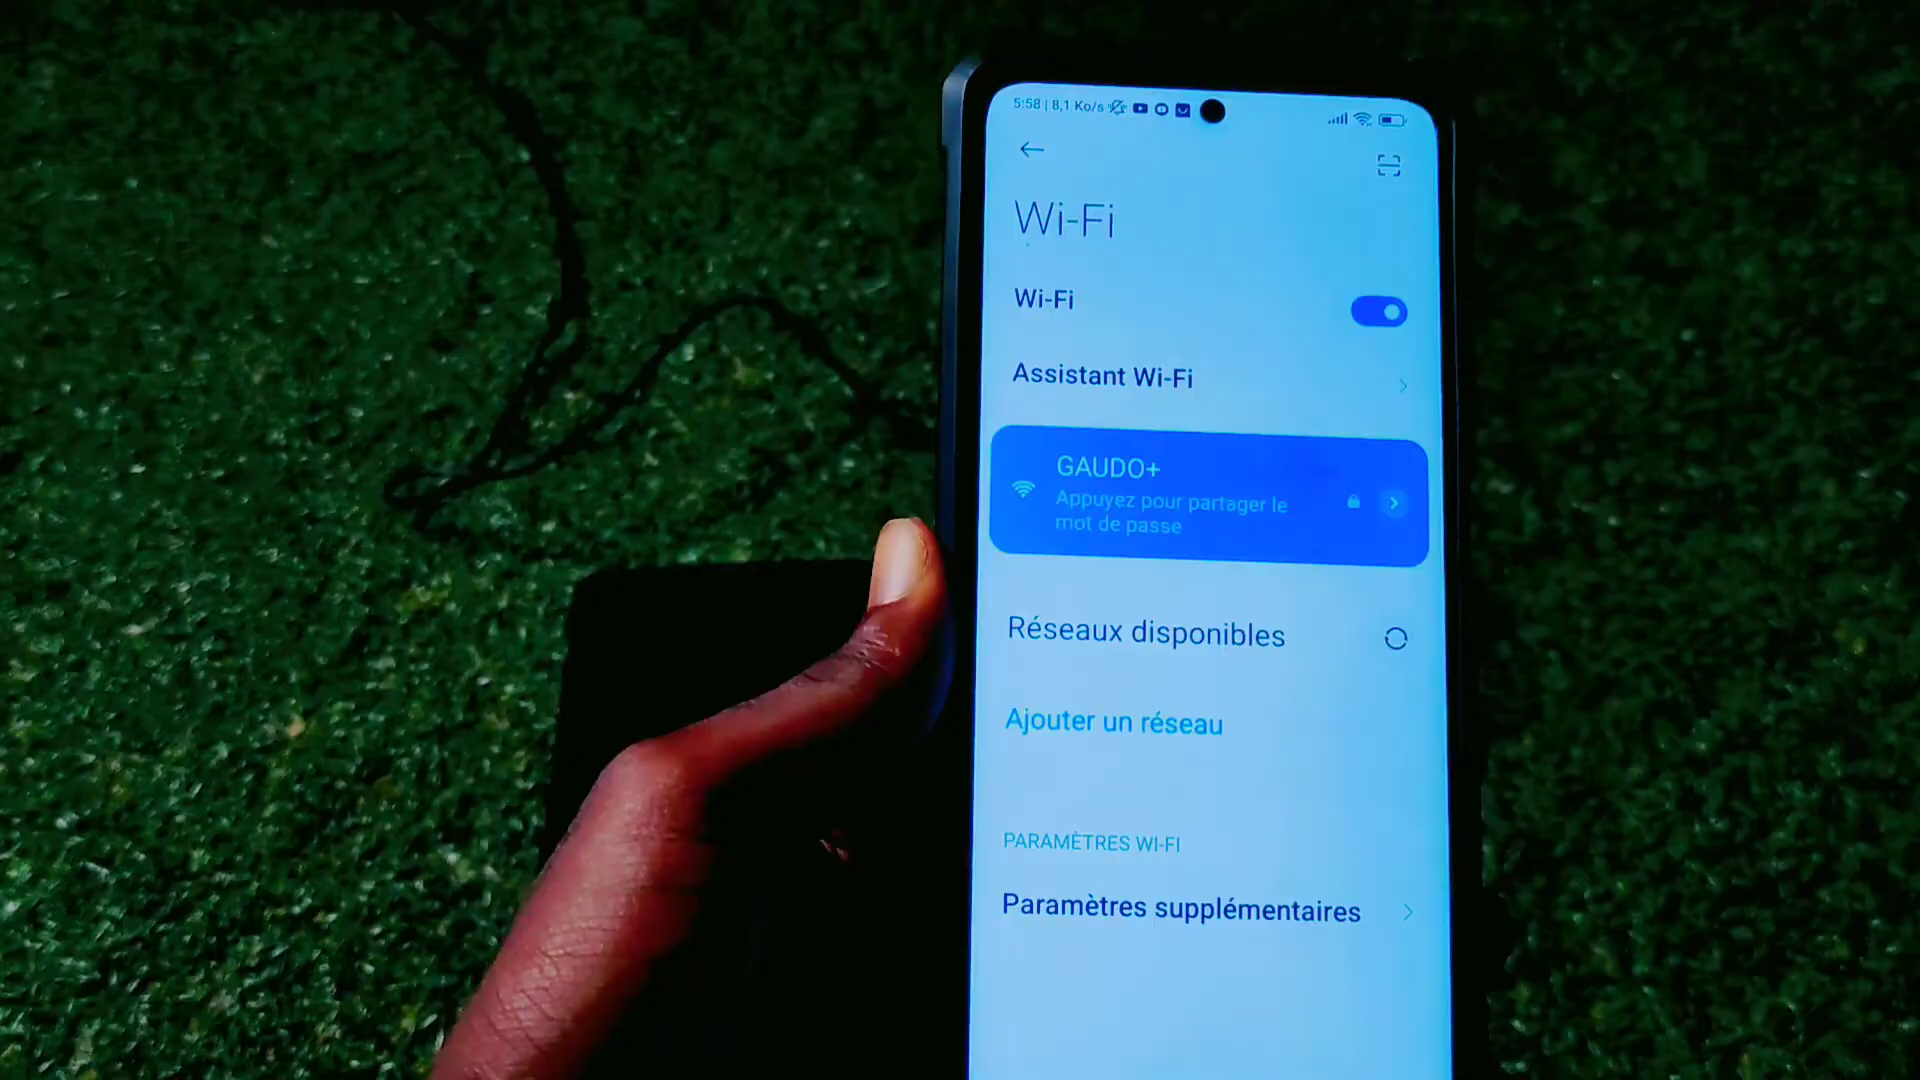 5:58 | 8,1 Ko/s
Wi-Fi
Wi-Fi
Assistant Wi-Fi
GAUDO+
Appuyez pour partager le
mot de passe
Réseaux disponibles
Ajouter un réseau
PARAMÈTRES WI-FI
Paramètres supplémentaires